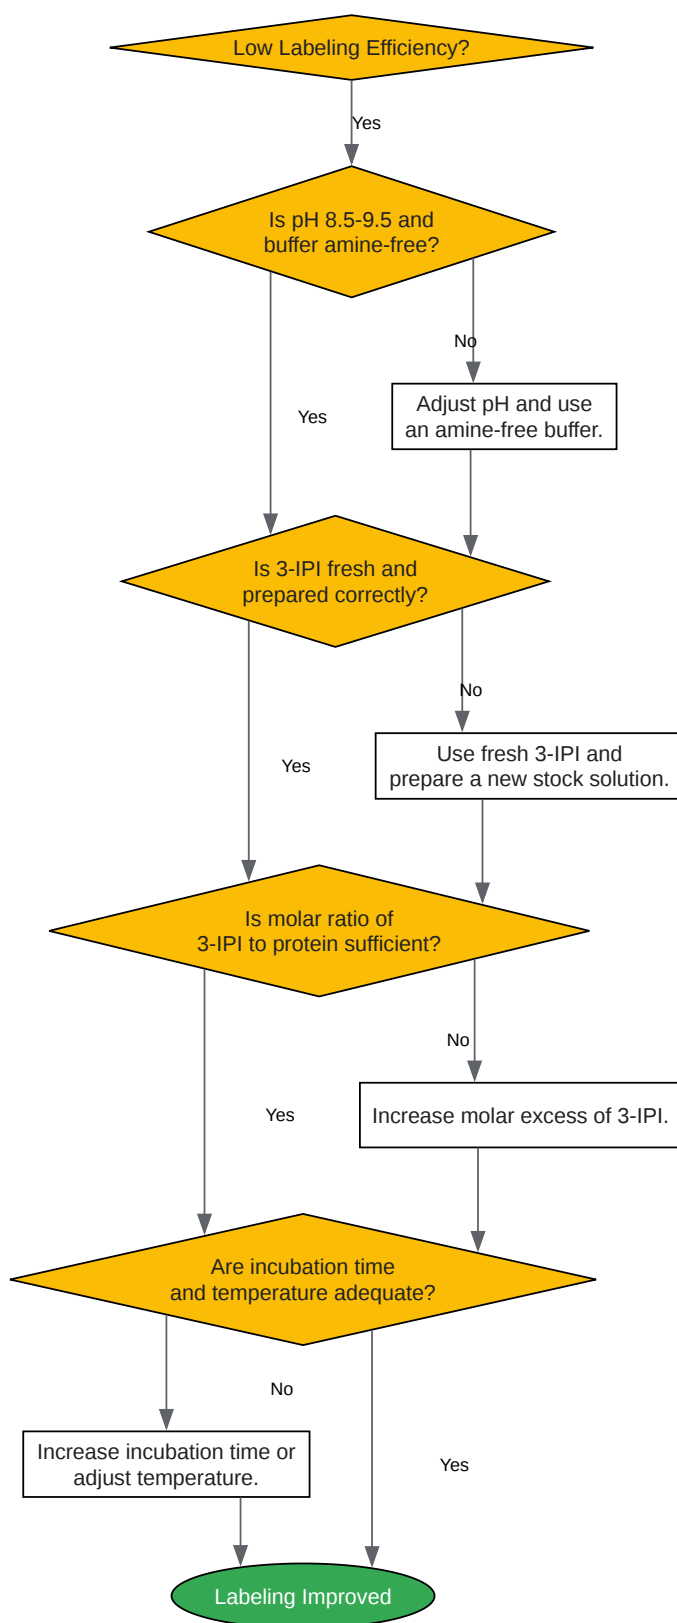 Low Labeling Efficiency?
Yes
Is pH 8.5-9.5 and
buffer amine-free?
No
Adjust pH and use
an amine-free buffer.
Yes
Is 3-IPI fresh and
prepared correctly?
No
Use fresh 3-IPI and
prepare a new stock solution.
Yes
Is molar ratio of
3-IPI to protein sufficient?
No
Increase molar excess of 3-IPI.
Yes
Are incubation time
and temperature adequate?
No
Increase incubation time or
adjust temperature.
Yes
Labeling Improved